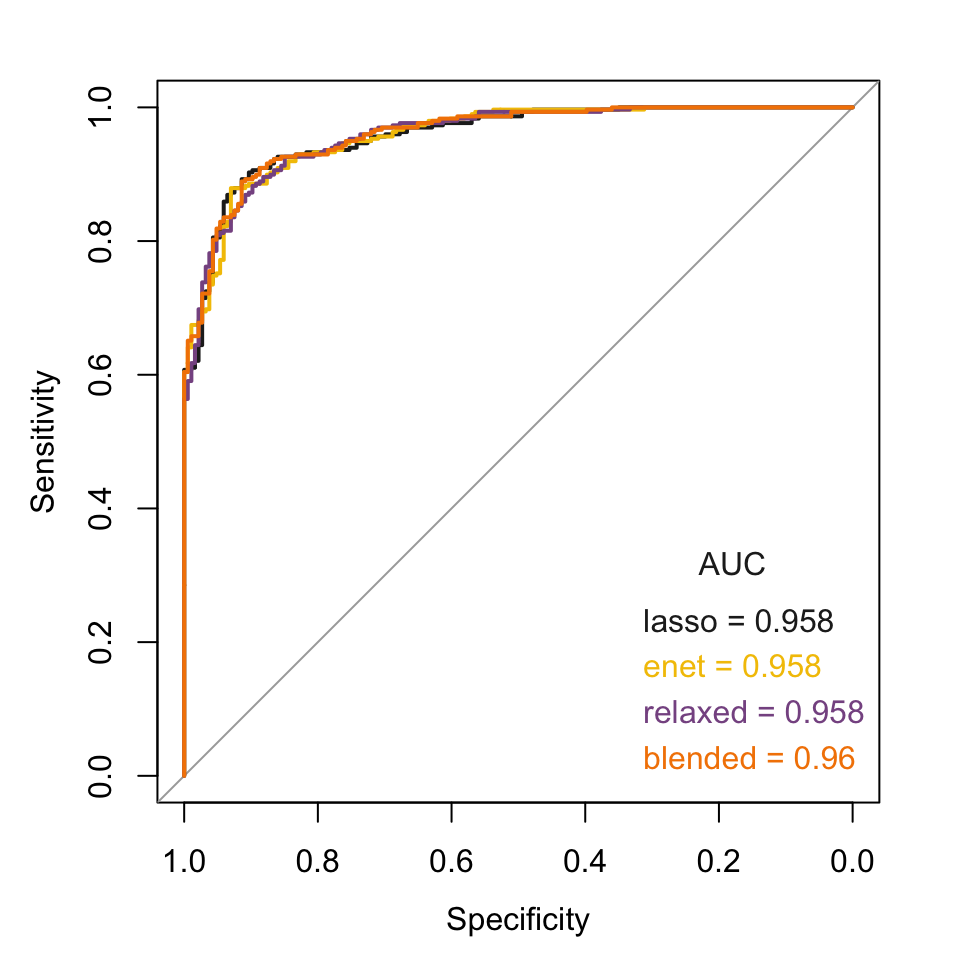 1.0
0.8
0.6
0.4
0.2
0.0
Sensitivity
AUC
lasso = 0.958
enet = 0.958
relaxed = 0.958
blended = 0.96
1.0 0.8 0.6 0.4 0.2 0.0
Specificity